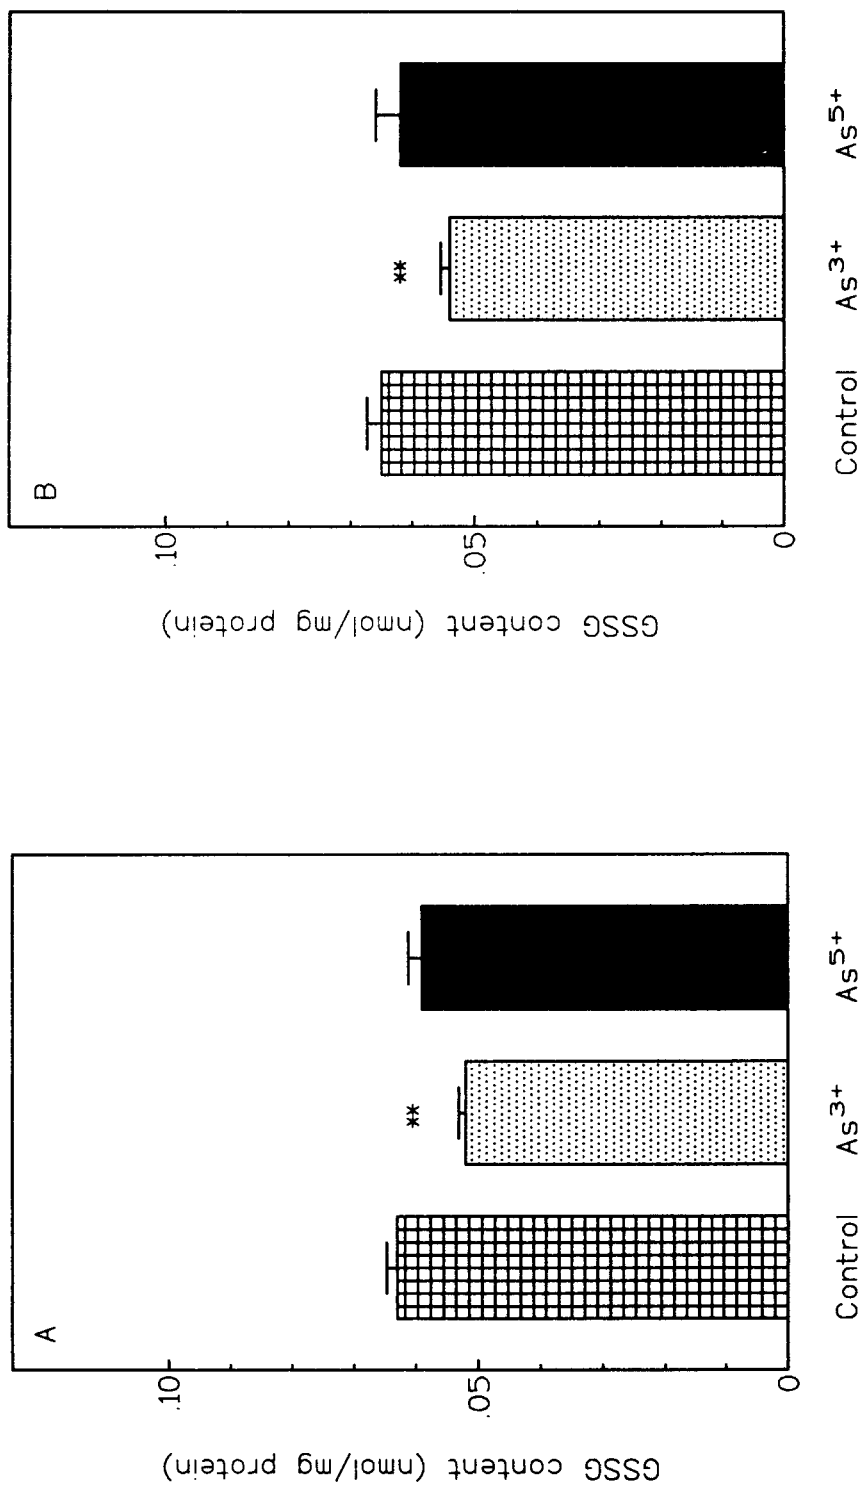 A
GSSG content (nmol/mg protein)
.10
.05
0
**
Control
As3+
As5+
B
GSSG content (nmol/mg protein)
.10
.05
0
**
Control
As3+
As5+